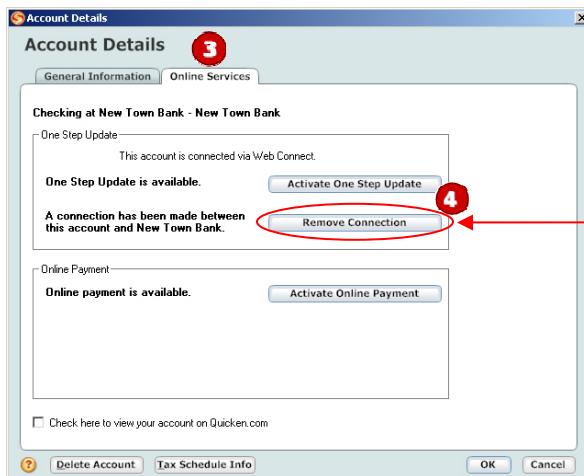 Account Details
Account Details
3
General Information Online Services
Checking at New Town Bank - New Town Bank
One Step Update
This account is connected via Web Connect.
One Step Update is available. Activate One Step Update
4
A connection has been made between
this account and New Town Bank. Remove Connection
Online Payment
Online payment is available. Activate Online Payment
Check here to view your account on Quicken.com
? Delete Account Tax Schedule Info OK Cancel